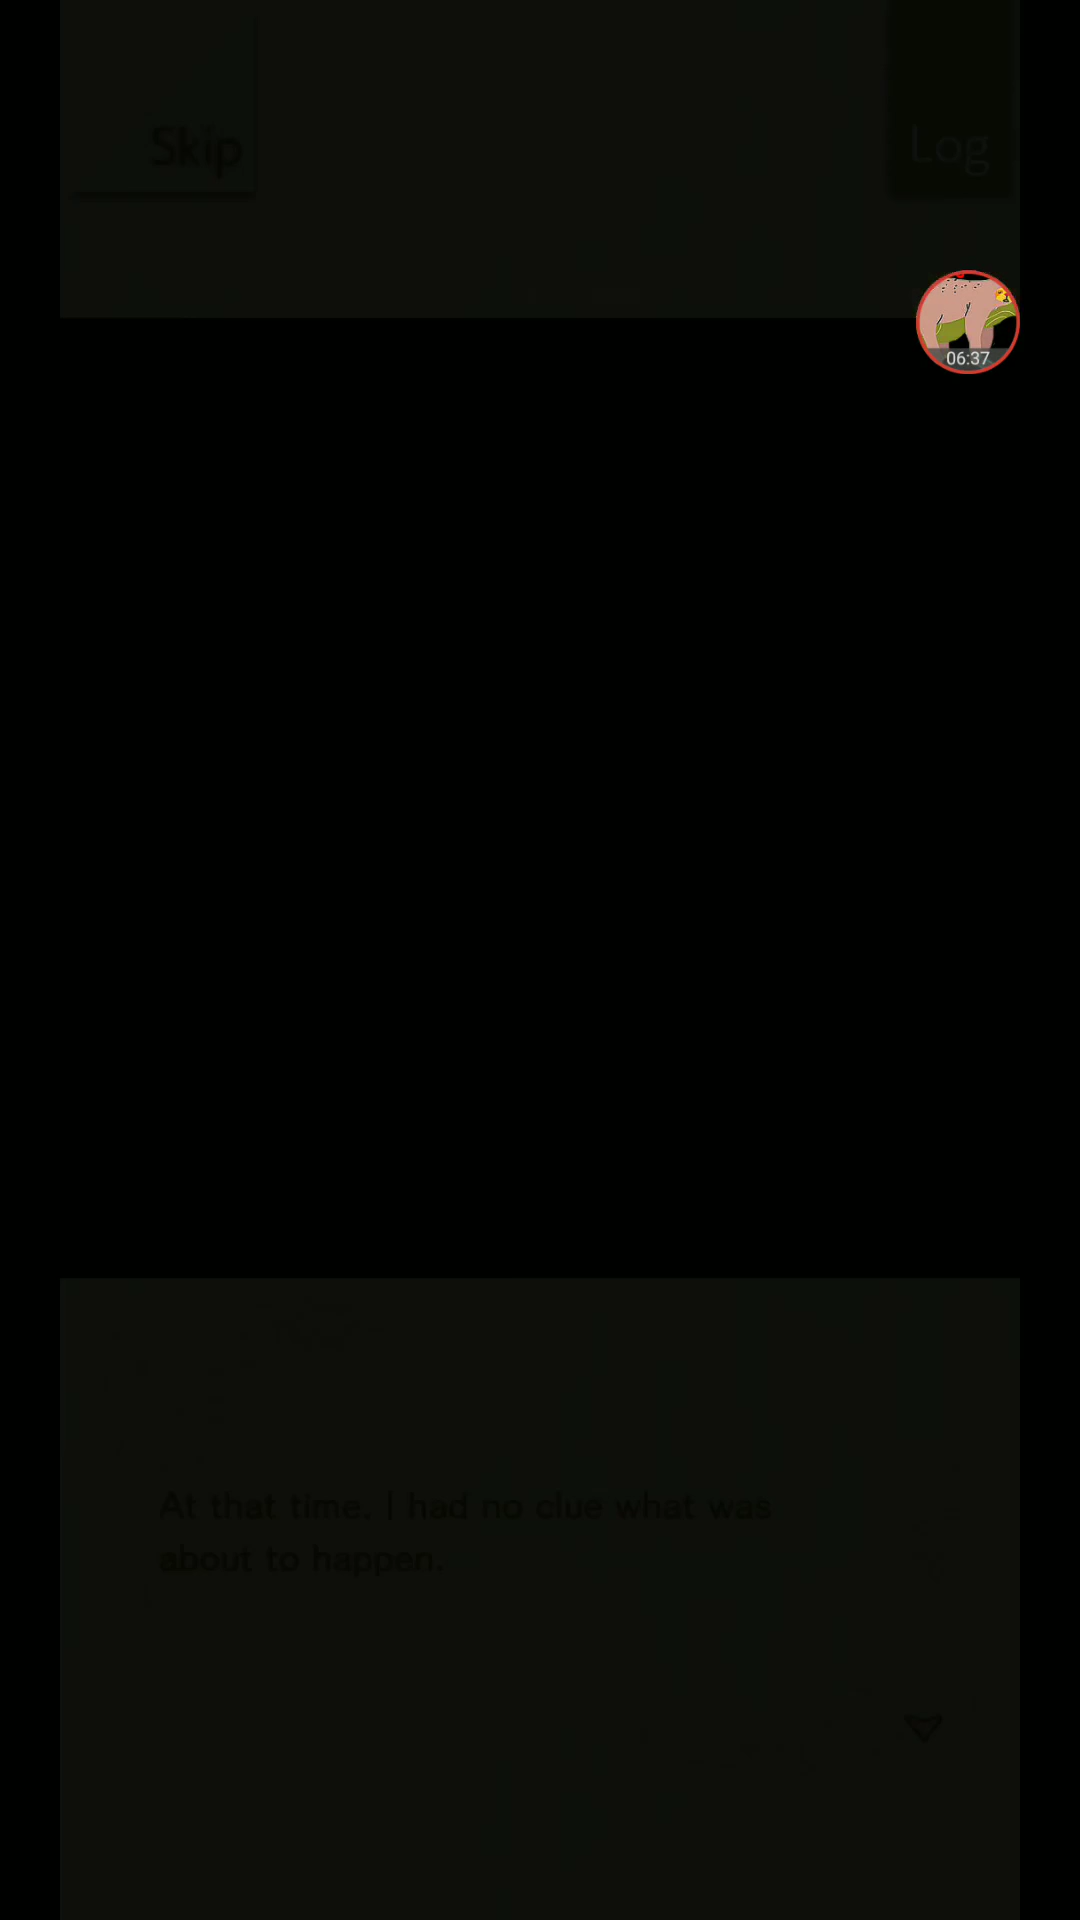 Skip
Log
06:37
At that time. I had no clue what was
about to happen.